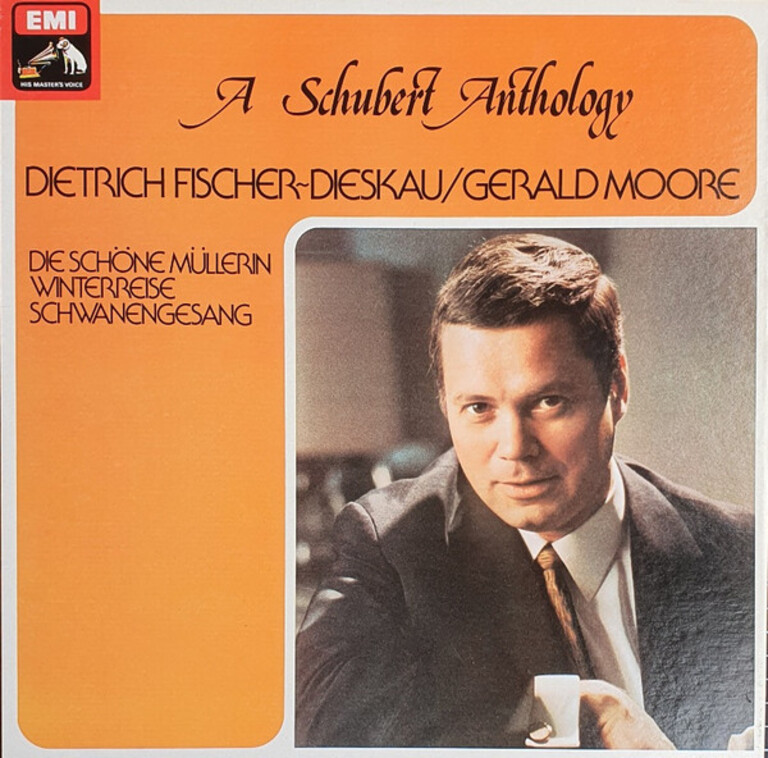 EMI
HIS MASTER'S VOICE
A Schubert Anthology
DIETRICH FISCHER~DIESKAU/GERALD MOORE
DIE SCHÖNE MÜLLERIN
WINTERREISE
SCHWANENGESANG